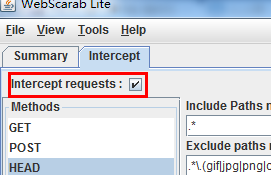 WebScarab Lite
File View Tools Help
Summary Intercept
Intercept requests :
Methods
Include Paths
.*
GET
POST
HEAD
Exclude paths
.*\.(gif|jpg|png|